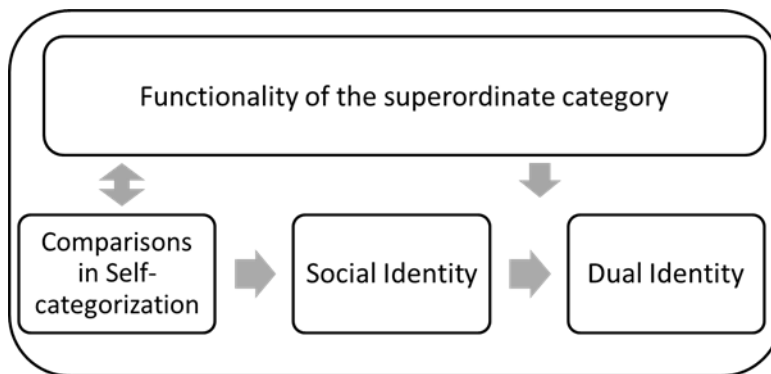 Functionality of the superordinate category
Comparisons
in Self-
categorization
Social Identity
Dual Identity